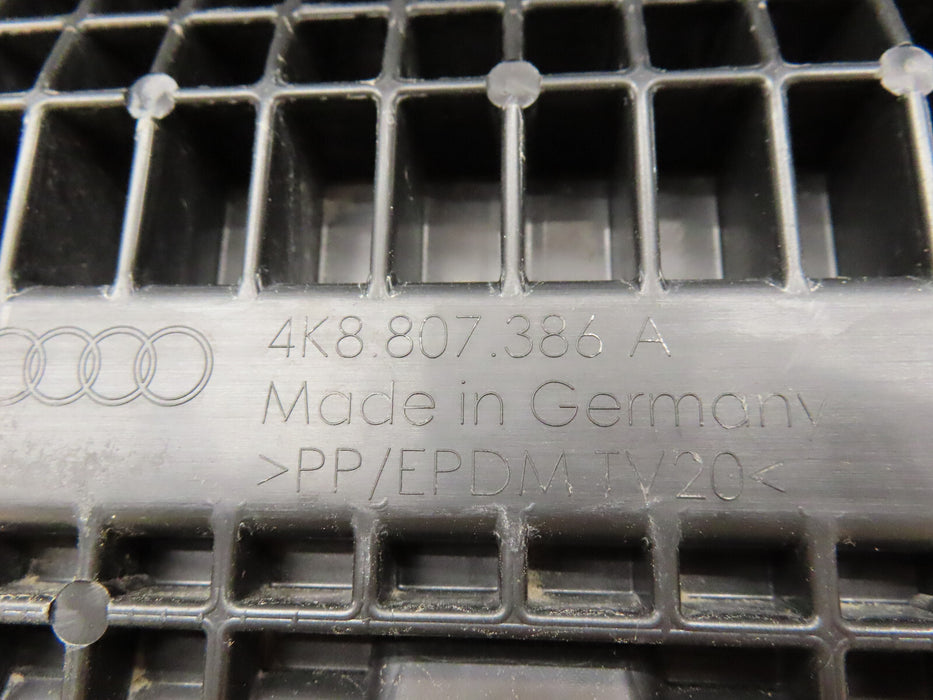 4K8.807.386 A
Made in Germany
>PP/EPDM TV20<